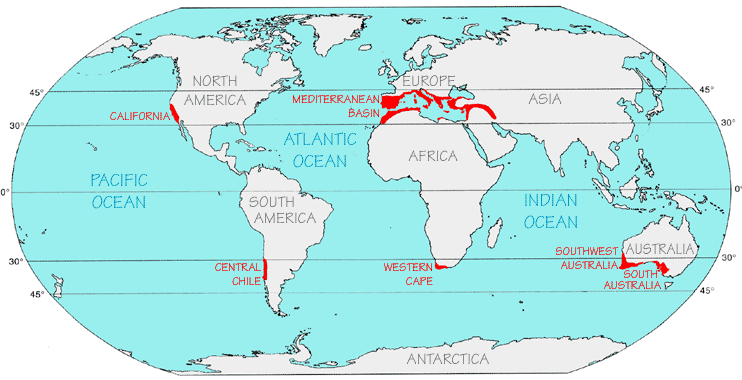 NORTH
AMERICA
EUROPE
ASIA
45°
45°
MEDITERRANEAN
BASIN
CALIFORNIA
30°
30°
ATLANTIC
OCEAN
AFRICA
PACIFIC
OCEAN
0°
0°
SOUTH
AMERICA
INDIAN
OCEAN
CENTRAL
CHILE
WESTERN
CAPE
SOUTHWEST
AUSTRALIA
AUSTRALIA
SOUTH
AUSTRALIA
30°
30°
45°
45°
ANTARCTICA